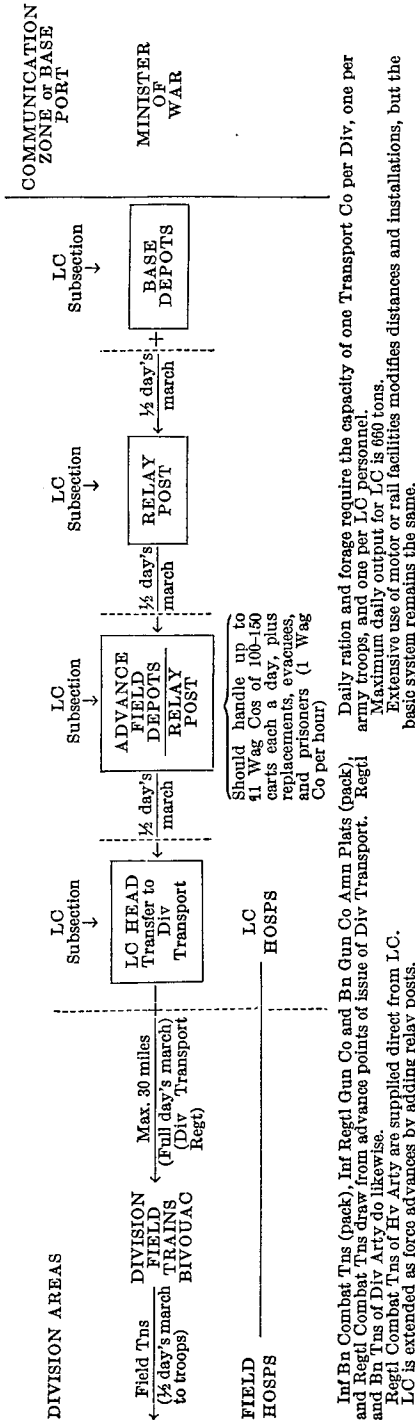 DIVISION AREAS
Field Tns
(½ day's march
to troops)
DIVISION
FIELD
TRAINS
BIVOUAC
Max. 30 miles
(Full day's march)
(Div Transport
Regt)
LC
Subsection
LC HEAD
Transfer to
Div
Transport
½ day's
march
LC
Subsection
ADVANCE
FIELD
DEPOTS
RELAY
POST
½ day's
march
LC
Subsection
RELAY
POST
½ day's
march
LC
Subsection
BASE
DEPOTS
COMMUNICATION
ZONE or BASE
PORT
MINISTER
OF
WAR
FIELD
HOSPS
LC
HOSPS
Should handle up to
11 Wag Cos of 100-150
carts each a day, plus
replacements, evacuees,
and prisoners (1 Wag
Co per hour)
Inf Bn Combat Tns (pack), Inf Regtl Gun Co and Bn Gun Co Amn Plats (pack),
and Regtl Combat Tns draw from advance points of issue of Div Transport. Regtl
and Bn Tns of Div Arty do likewise.
Regtl Combat Tns of Hv Arty are supplied direct from LC.
LC is extended as force advances by adding relay posts.
Daily ration and forage require the capacity of one Transport Co per Div, one per
army troops, and one per LC personnel.
Maximum daily output for LC is 660 tons.
Extensive use of motor or rail facilities modifies distances and installations, but the
basic system remains the same.